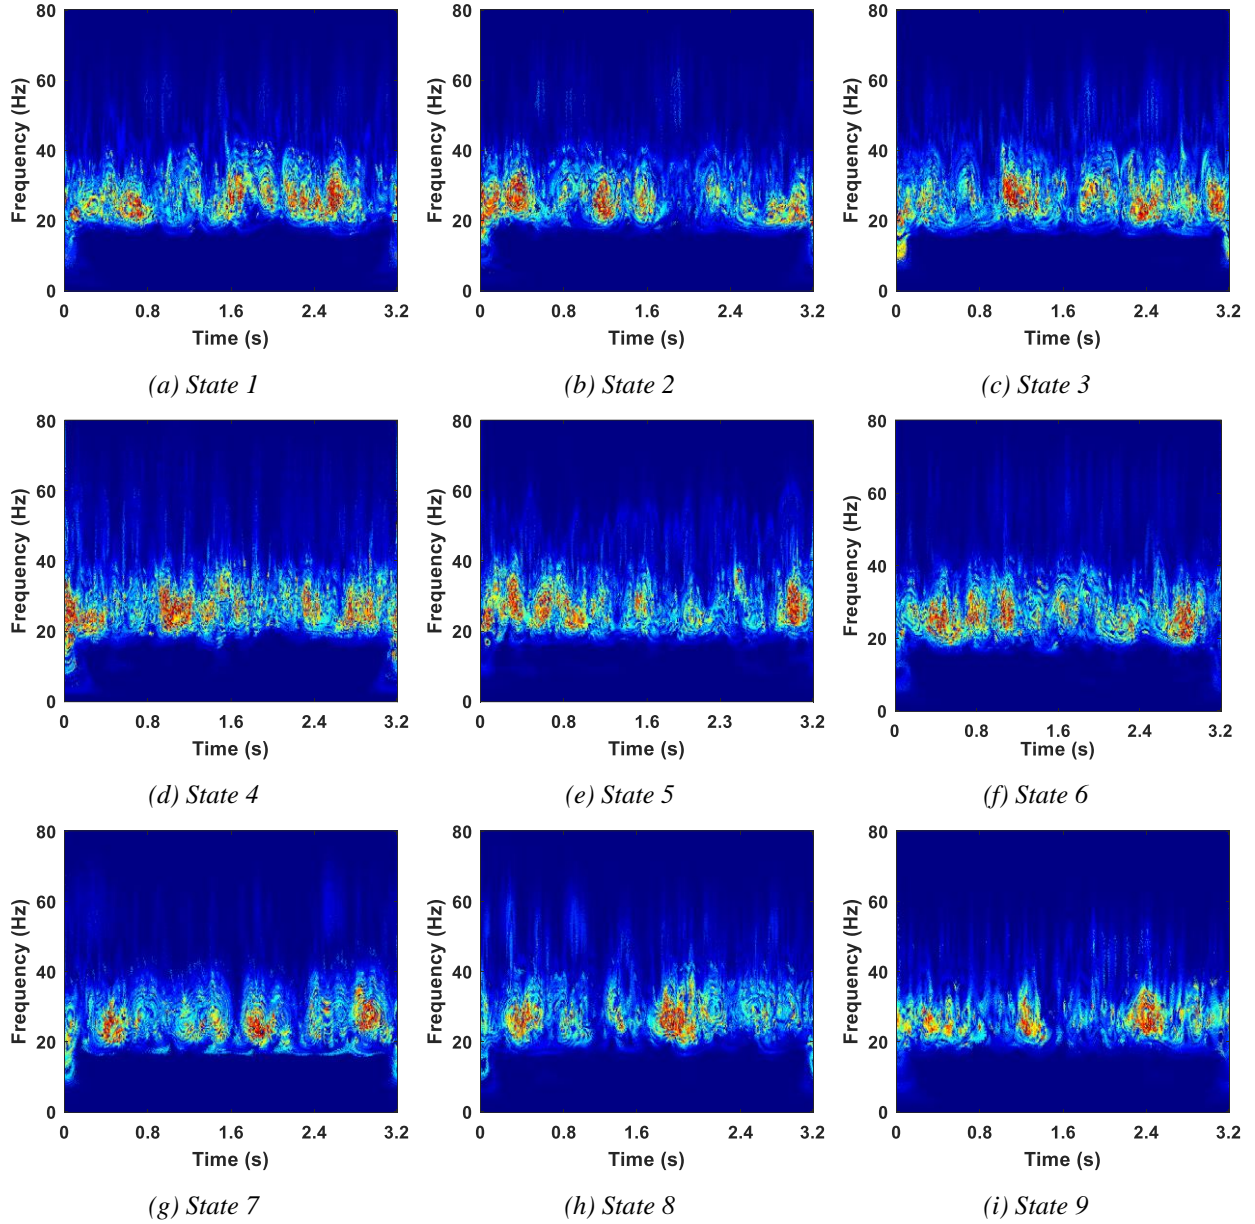 80
60
40
20
0
Frequency (Hz)
0 0.8 1.6 2.4 3.2
Time (s)
(a) State 1
80
60
40
20
0
Frequency (Hz)
0 0.8 1.6 2.4 3.2
Time (s)
(b) State 2
80
60
40
20
0
Frequency (Hz)
0 0.8 1.6 2.4 3.2
Time (s)
(c) State 3
80
60
40
20
0
Frequency (Hz)
0 0.8 1.6 2.4 3.2
Time (s)
(d) State 4
80
60
40
20
0
Frequency (Hz)
0 0.8 1.6 2.3 3.2
Time (s)
(e) State 5
80
60
40
20
0
Frequency (Hz)
0 0.8 1.6 2.4 3.2
Time (s)
(f) State 6
80
60
40
20
0
Frequency (Hz)
0 0.8 1.6 2.4 3.2
Time (s)
(g) State 7
80
60
40
20
0
Frequency (Hz)
0 0.8 1.6 2.4 3.2
Time (s)
(h) State 8
80
60
40
20
0
Frequency (Hz)
0 0.8 1.6 2.4 3.2
Time (s)
(i) State 9